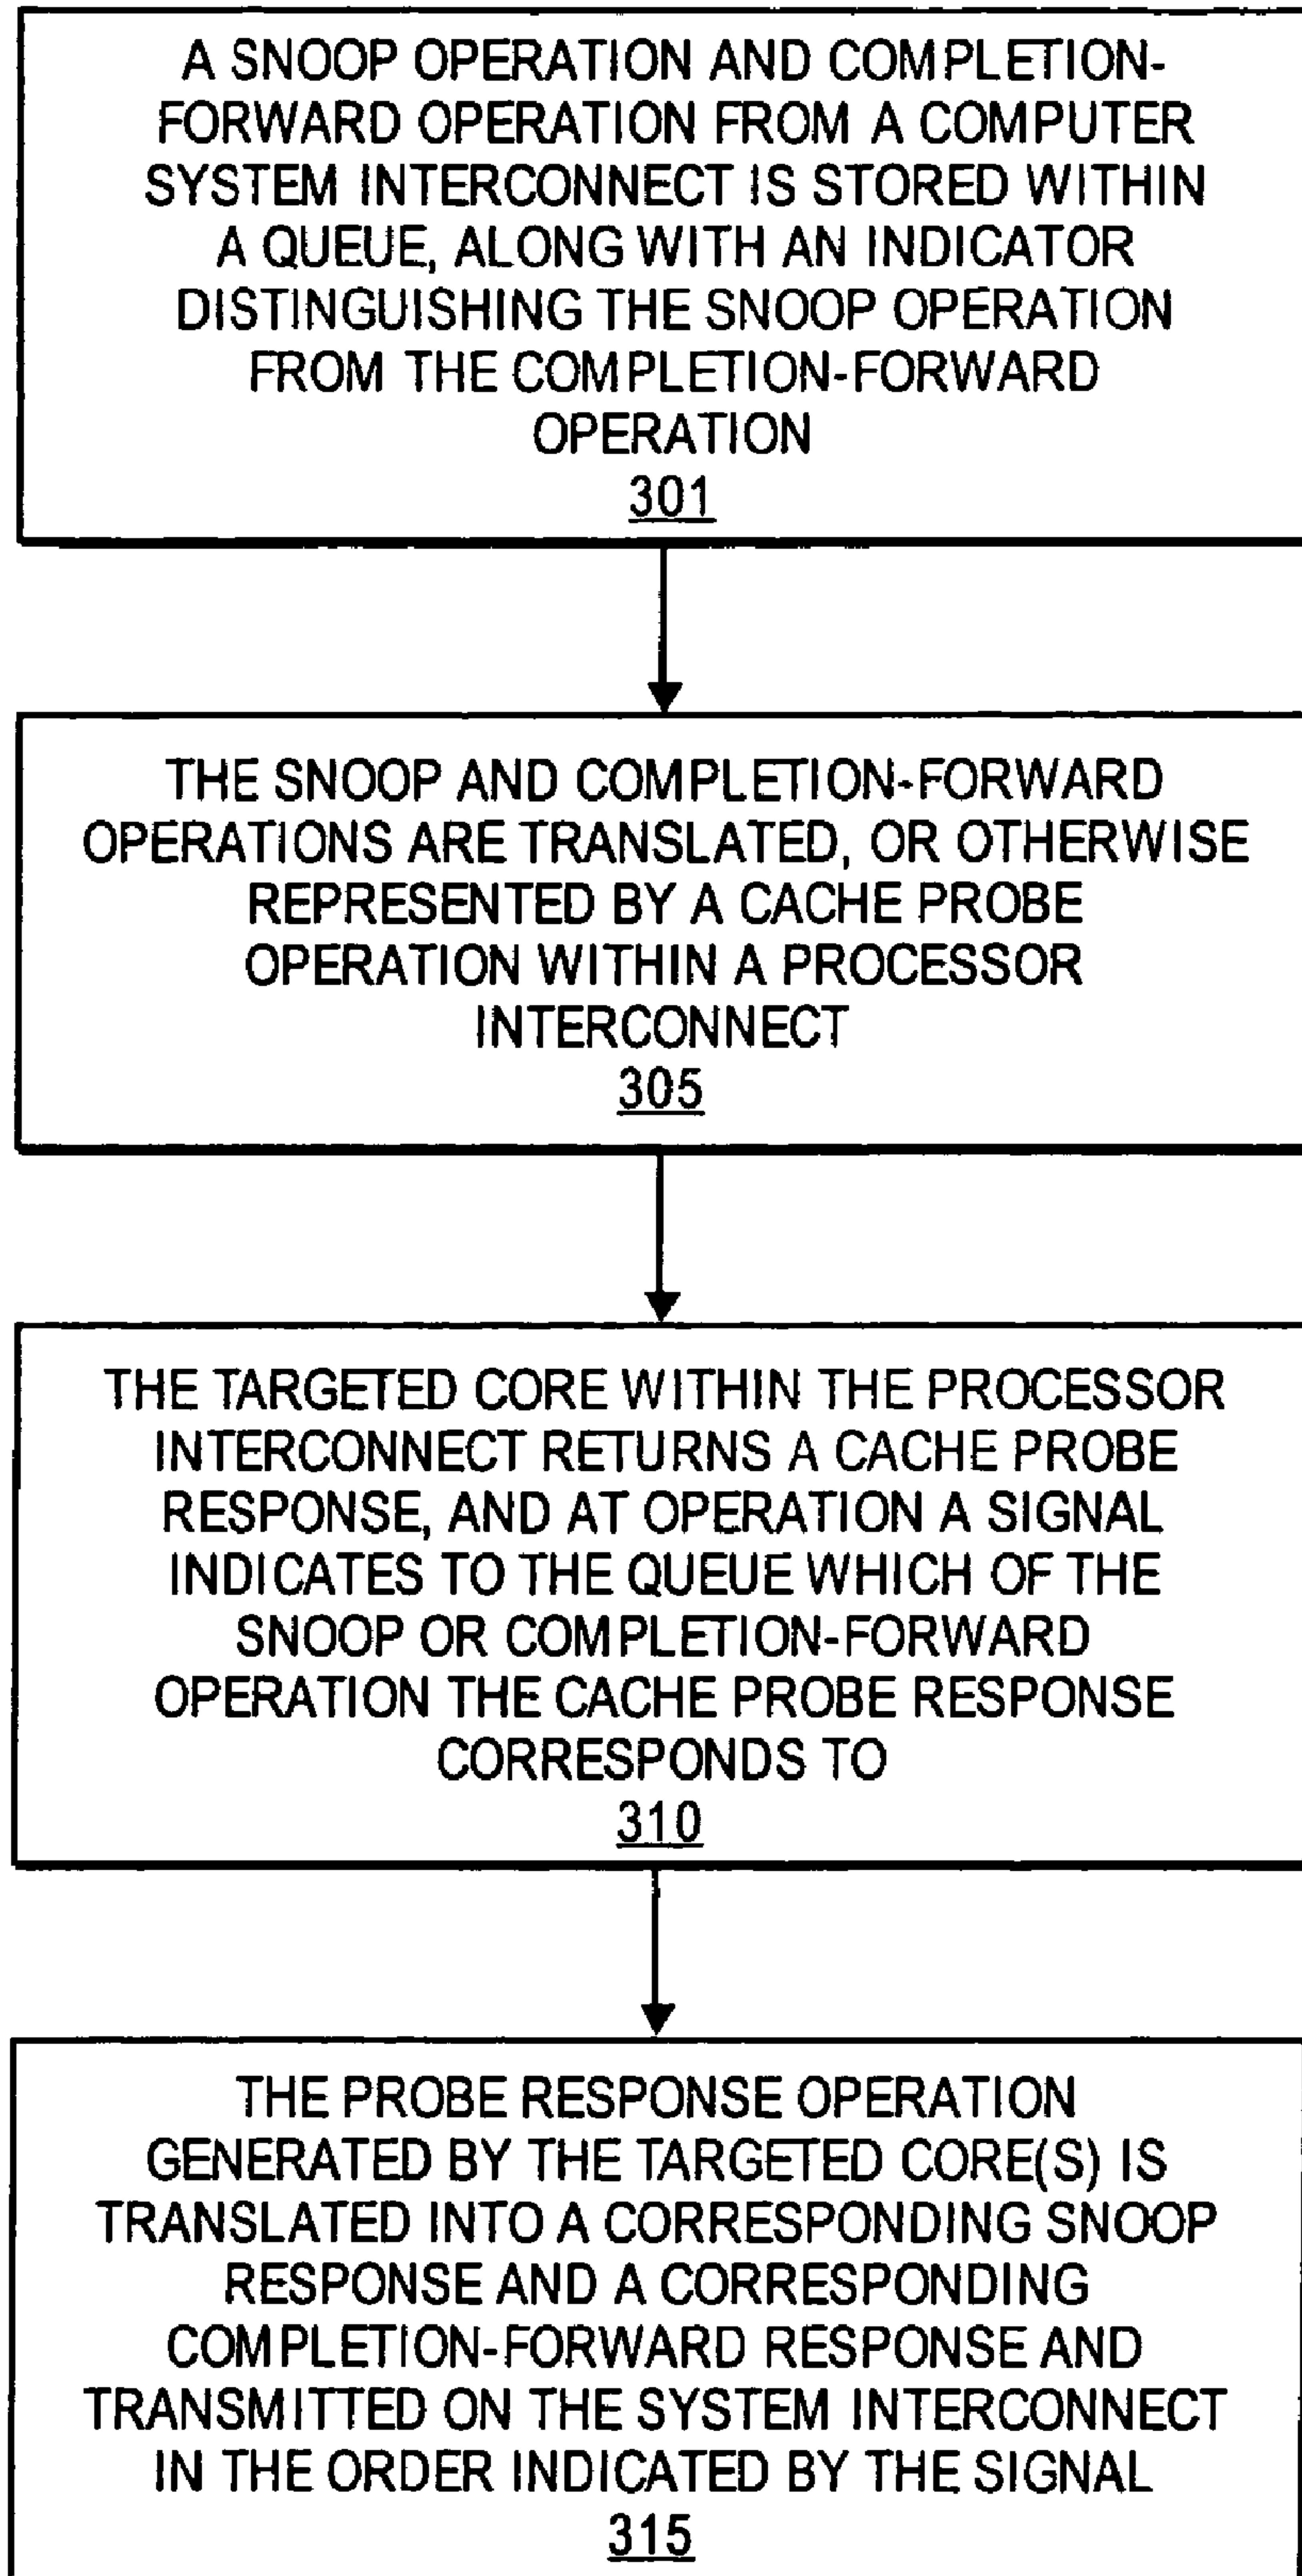 A SNOOP OPERATION AND COMPLETION-
FORWARD OPERATION FROM A COMPUTER
SYSTEM INTERCONNECT IS STORED WITHIN
A QUEUE, ALONG WITH AN INDICATOR
DISTINGUISHING THE SNOOP OPERATION
FROM THE COMPLETION-FORWARD
OPERATION
301
THE SNOOP AND COMPLETION-FORWARD
OPERATIONS ARE TRANSLATED, OR OTHERWISE
REPRESENTED BY A CACHE PROBE
OPERATION WITHIN A PROCESSOR
INTERCONNECT
305
THE TARGETED CORE WITHIN THE PROCESSOR
INTERCONNECT RETURNS A CACHE PROBE
RESPONSE, AND AT OPERATION A SIGNAL
INDICATES TO THE QUEUE WHICH OF THE
SNOOP OR COMPLETION-FORWARD
OPERATION THE CACHE PROBE RESPONSE
CORRESPONDS TO
310
THE PROBE RESPONSE OPERATION
GENERATED BY THE TARGETED CORE(S) IS
TRANSLATED INTO A CORRESPONDING SNOOP
RESPONSE AND A CORRESPONDING
COMPLETION-FORWARD RESPONSE AND
TRANSMITTED ON THE SYSTEM INTERCONNECT
IN THE ORDER INDICATED BY THE SIGNAL
315